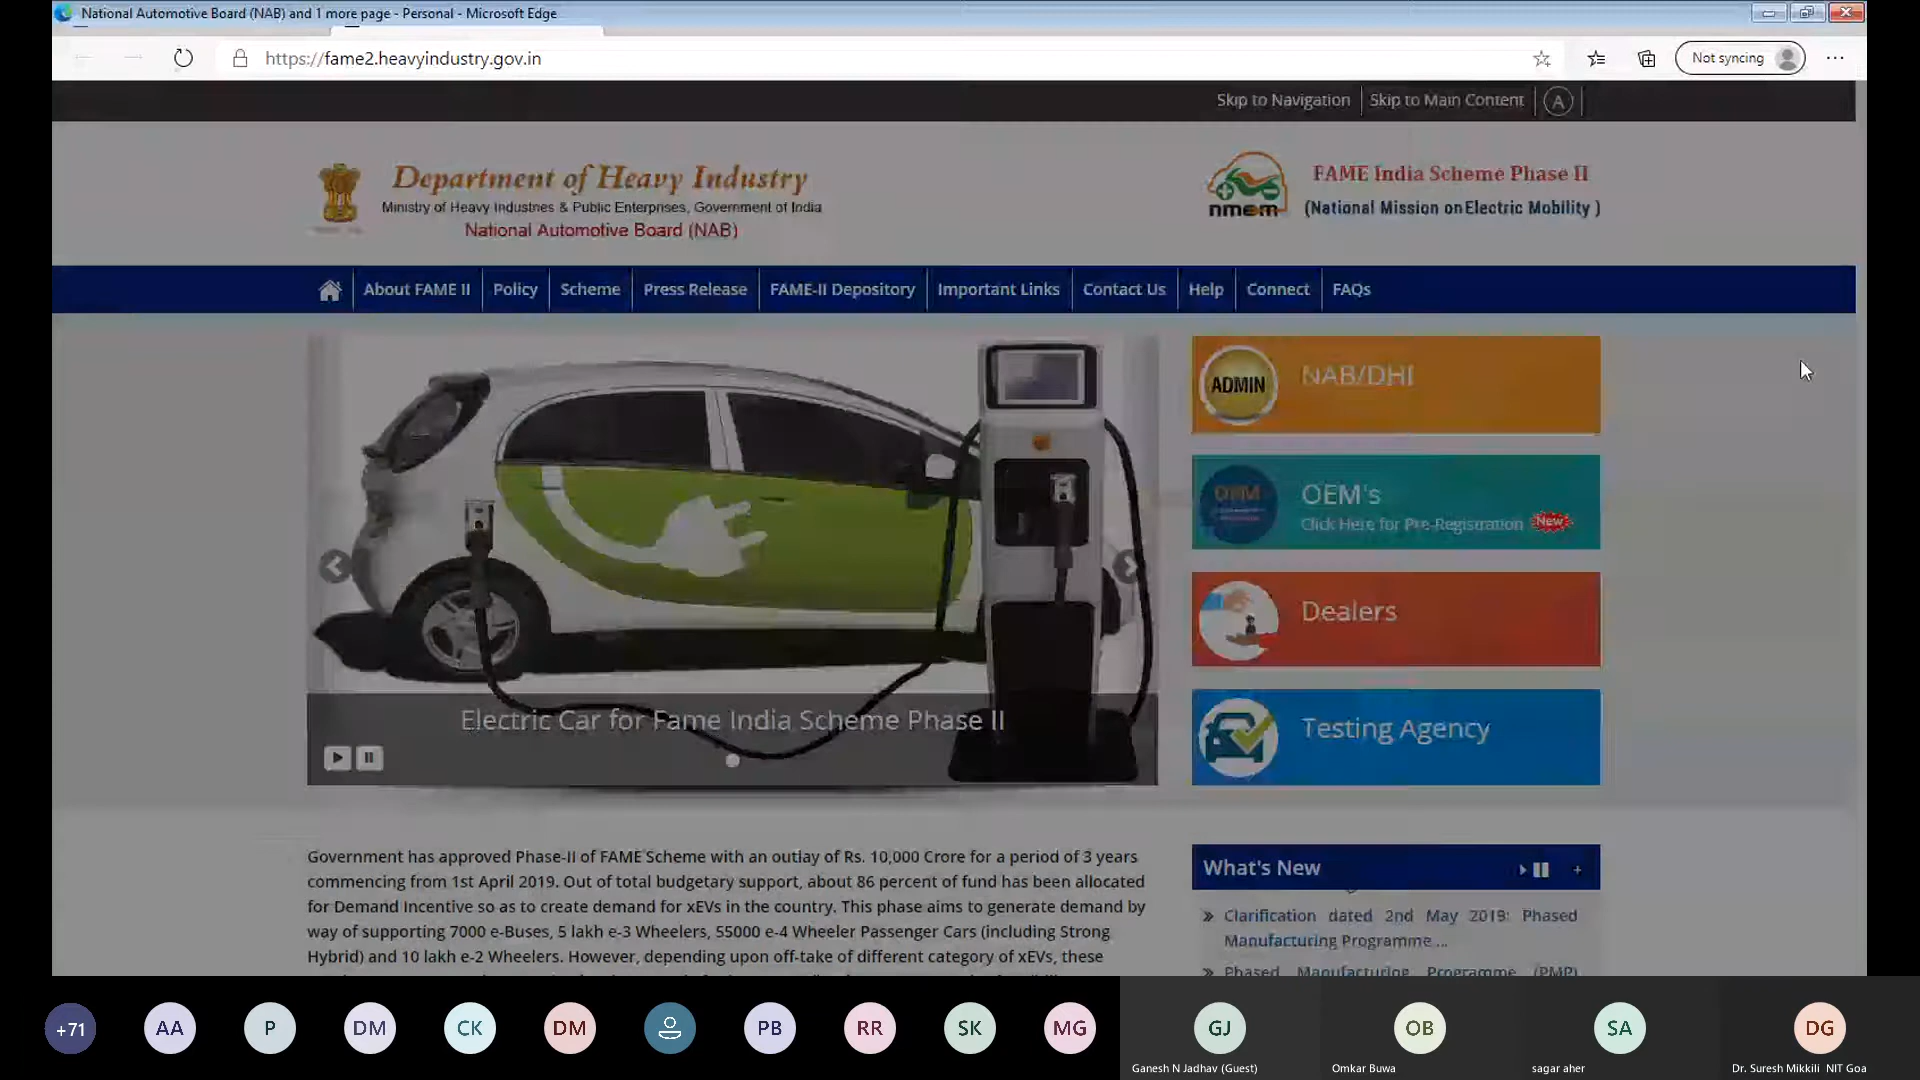 National Automotive Board (NAB) and 1 more page - Personal - Microsoft Edge
https://fame2.heavyindustry.gov.in
Not syncing
Skip to Navigation
Skip to Main Content
A
Department of Heavy Industry
Ministry of Heavy Industries & Public Enterprises, Government of India
National Automotive Board (NAB)
nmem
FAME India Scheme Phase II
(National Mission on Electric Mobility )
About FAME II
Policy
Scheme
Press Release
FAME-II Depository
Important Links
Contact Us
Help
Connect
FAQs
ADMIN
NAB/DHI
OEM's
Click Here for Pre-Registration
New
Dealers
Testing Agency
Electric Car for Fame India Scheme Phase II
Government has approved Phase-II of FAME Scheme with an outlay of Rs. 10,000 Crore for a period of 3 years
commencing from 1st April 2019. Out of total budgetary support, about 86 percent of fund has been allocated
for Demand Incentive so as to create demand for xEVs in the country. This phase aims to generate demand by
way of supporting 7000 e-Buses, 5 lakh e-3 Wheelers, 55000 e-4 Wheeler Passenger Cars (including Strong
Hybrid) and 10 lakh e-2 Wheelers. However, depending upon off-take of different category of xEVs, these
What's New
Clarification dated 2nd May 2019: Phased
Manufacturing Programme ...
Phased Manufacturing Programme (PMP)
+71
AA
P
DM
CK
DM
PB
RR
SK
MG
GJ
Ganesh N Jadhav (Guest)
OB
Omkar Buwa
SA
sagar aher
DG
Dr. Suresh Mikkili NIT Goa